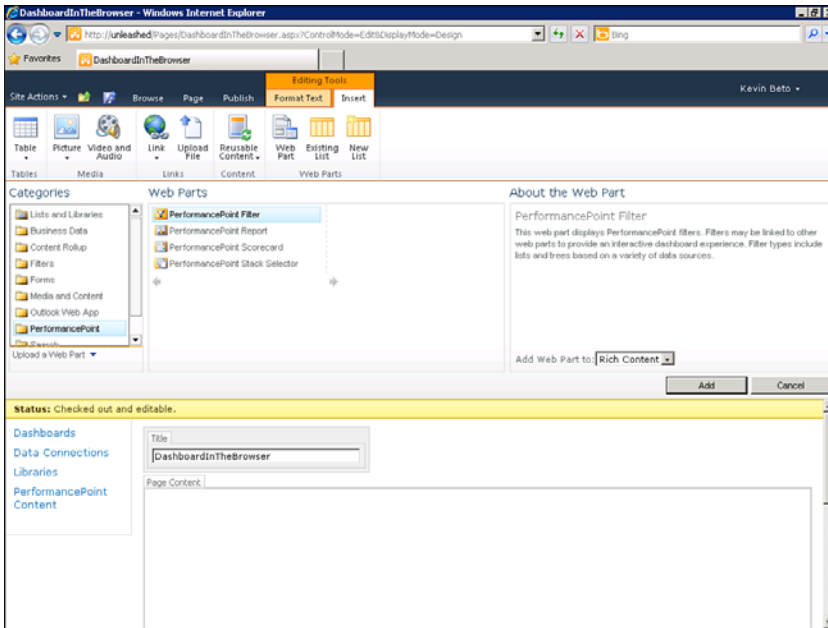 DashboardInTheBrowser - Windows Internet Explorer
http://unleashed/Pages/DashboardInTheBrowser.aspx?ControlMode=Edit&DisplayMode=Design
Bing
Favorites
DashboardInTheBrowser
Editing Tools
Kevin Beto
Site Actions
Browse
Page
Publish
Format Text
Insert
Table
Picture
Video and Audio
Link
Upload File
Reusable Content
Web Part
Existing List
New List
Tables
Media
Links
Content
Web Parts
Categories
Lists and Libraries
Business Data
Content Rollup
Filters
Forms
Media and Content
Outlook Web App
PerformancePoint
Search
Upload a Web Part
Web Parts
PerformancePoint Filter
PerformancePoint Report
PerformancePoint Scorecard
PerformancePoint Stack Selector
About the Web Part
PerformancePoint Filter
This web part displays PerformancePoint filters. Filters may be linked to other
web parts to provide an interactive dashboard experience. Filter types include
lists and trees based on a variety of data sources.
Add Web Part to: Rich Content
Add
Cancel
Status: Checked out and editable.
Dashboards
Data Connections
Libraries
PerformancePoint
Content
Title
DashboardInTheBrowser
Page Content